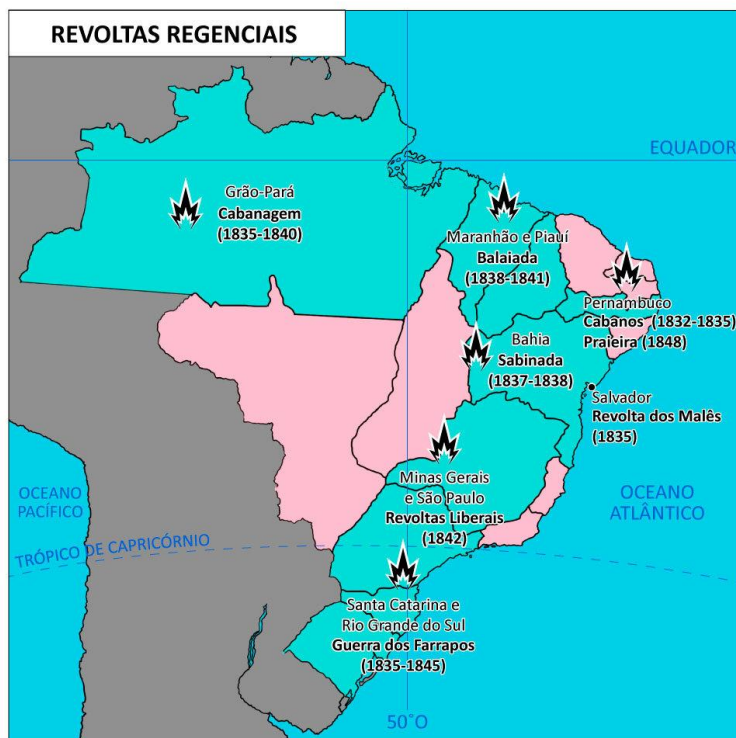 REVOLTAS REGENCIAIS
EQUADOR
Grão-Pará
Cabanagem
(1835-1840)
Maranhão e Piauí
Balaiada
(1838-1841)
Pernambuco
Cabanos (1832-1835)
Praieira (1848)
Bahia
Sabinada
(1837-1838)
Salvador
Revolta dos Malês
(1835)
Minas Gerais
e São Paulo
Revoltas Liberais
(1842)
OCEANO
PACÍFICO
OCEANO
ATLÂNTICO
TRÓPICO DE CAPRICÓRNIO
Santa Catarina e
Rio Grande do Sul
Guerra dos Farrapos
(1835-1845)
50°O